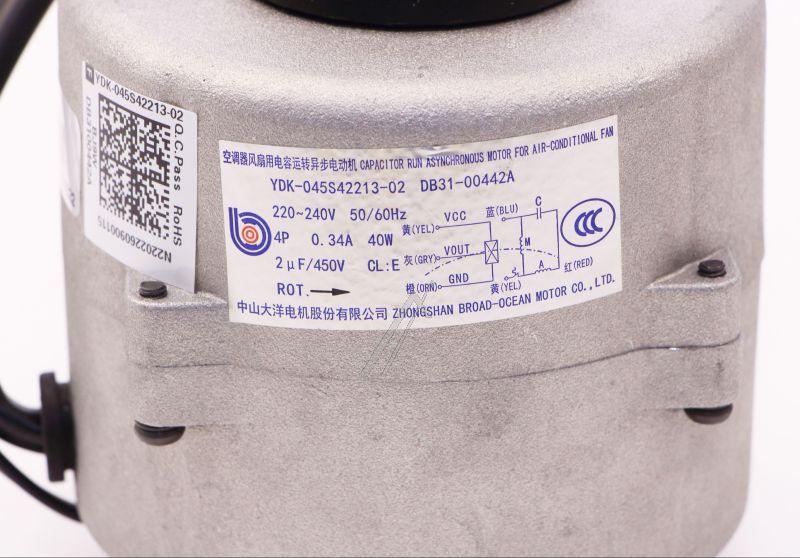 YDK-045S42213-02
DB31-00442A
Q.C.Pass RoHS
N2202260900115
空调器风扇用电容运转异步电动机 CAPACITOR RUN ASYNCHRONOUS MOTOR FOR AIR-CONDITIONAL FAN
YDK-045S42213-02 DB31-00442A
220~240V 50/60Hz
4P 0.34A 40W
2μF/450V CL:E
ROT.
黄(YEL) VCC 蓝(BLU) C
灰(GRY) VOUT M
橙(ORN) GND 黄(YEL) A 红(RED)
CCC
中山大洋电机股份有限公司 ZHONGSHAN BROAD-OCEAN MOTOR CO.,LTD.